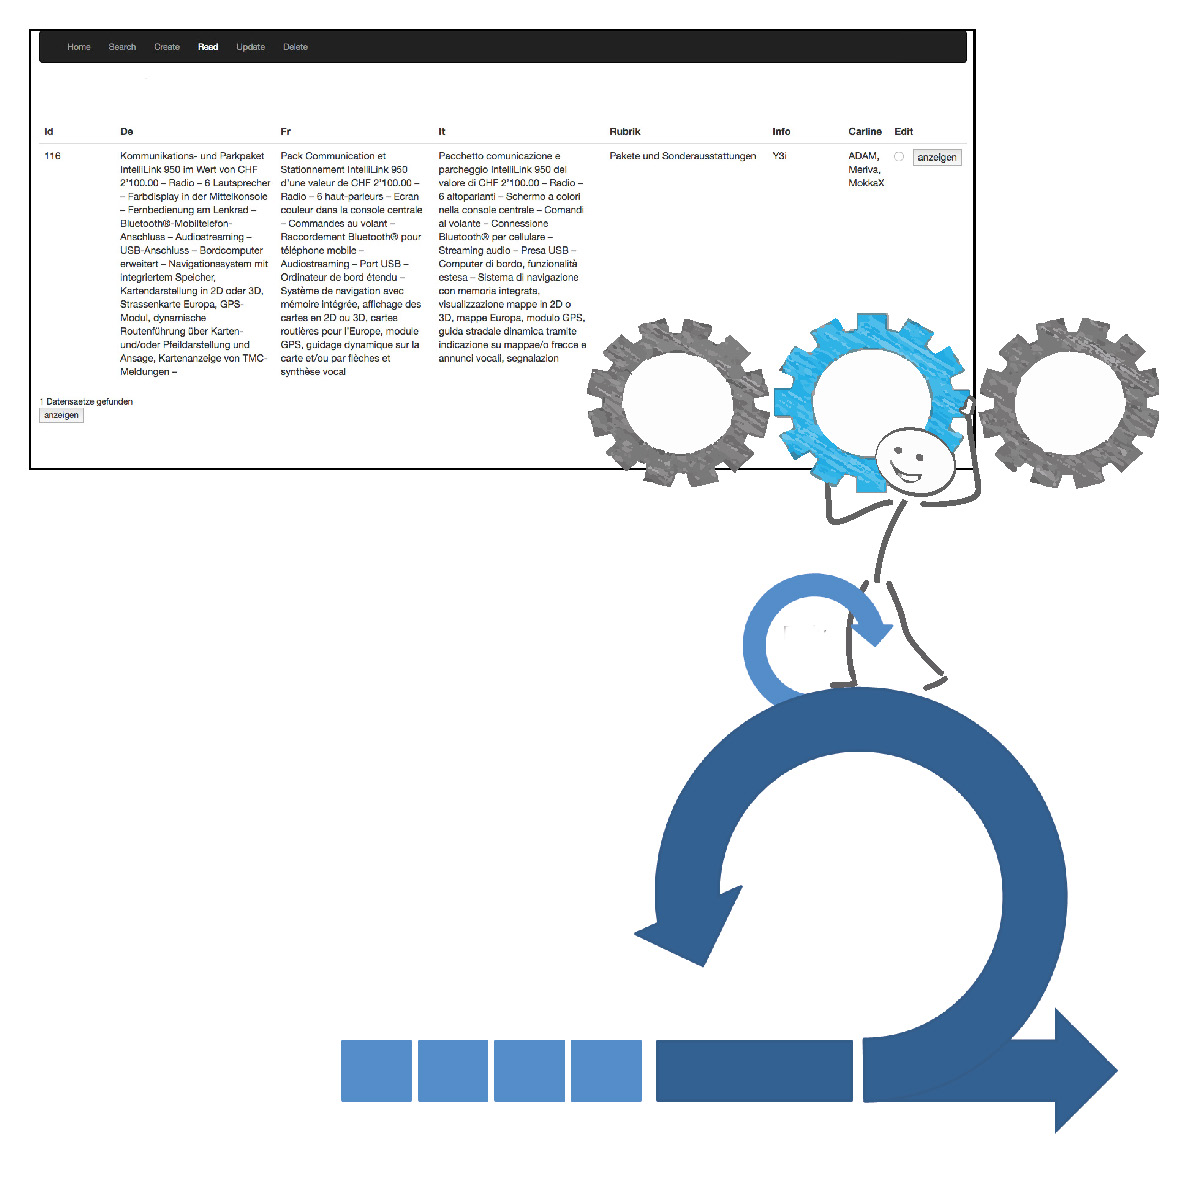 Home Search Create Read Update Delete
Id De Fr It Rubrik Info Carline Edit
116
Kommunikations- und Parkpaket
IntelliLink 950 im Wert von CHF
2'100.00 – Radio – 6 Lautsprecher
– Farbdisplay in der Mittelkonsole
– Fernbedienung am Lenkrad –
Bluetooth®-Mobiltelefon-
Anschluss – Audiostreaming –
USB-Anschluss – Bordcomputer
erweitert – Navigationssystem mit
integriertem Speicher,
Kartendarstellung in 2D oder 3D,
Strassenkarte Europa, GPS-
Modul, dynamische
Routenführung über Karten-
und/oder Pfeildarstellung und
Ansage, Kartenanzeige von TMC-
Meldungen –
Pack Communication et
Stationnement IntelliLink 950
d'une valeur de CHF 2'100.00 –
Radio – 6 haut-parleurs – Ecran
couleur dans la console centrale
– Commandes au volant –
Raccordement Bluetooth® pour
téléphone mobile –
Audiostreaming – Port USB –
Ordinateur de bord étendu –
Système de navigation avec
mémoire intégrée, affichage des
cartes en 2D ou 3D, cartes
routières pour l'Europe, module
GPS, guidage dynamique sur la
carte et/ou par flèches et
synthèse vocal
Pacchetto comunicazione e
parcheggio IntelliLink 950 del
valore di CHF 2'100.00 – Radio –
6 altoparlanti – Schermo a colori
nella console centrale – Comandi
al volante – Connessione
Bluetooth® per cellulare –
Streaming audio – Presa USB –
Computer di bordo, funzionalità
estesa – Sistema di navigazione
con memoria integrata,
visualizzazione mappe in 2D o
3D, mappe Europa, modulo GPS,
guida stradale dinamica tramite
indicazione su mappae/o frecce e
annunci vocali, segnalazion
Pakete und Sonderausstattungen
Y3i
ADAM,
Meriva,
MokkaX
anzeigen
1 Datensaetze gefunden
anzeigen